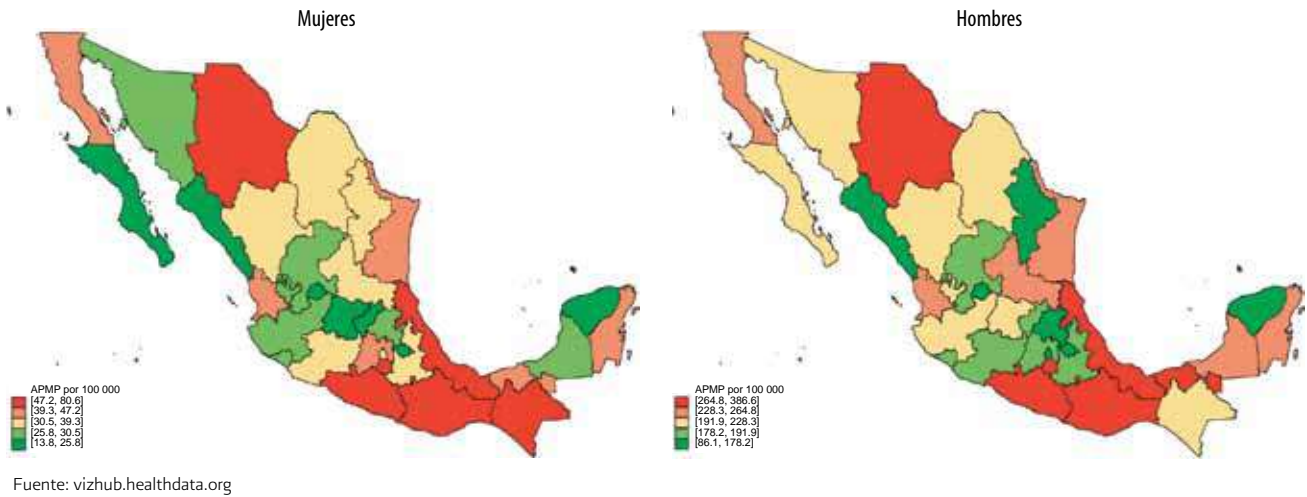 Mujeres
Hombres
APMP por 100 000
[47.2, 80.6]
[39.3, 47.2]
[30.5, 39.3]
[25.8, 30.5]
[13.8, 25.8]
APMP por 100 000
[264.8, 386.6]
[228.3, 264.8]
[191.9, 228.3]
[178.2, 191.9]
[86.1, 178.2]
Fuente: vizhub.healthdata.org